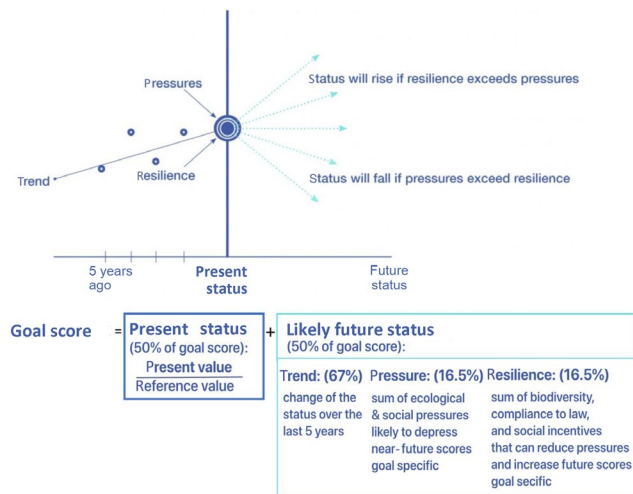 Pressures
Status will rise if resilience exceeds pressures
Trend
Resilience
Status will fall if pressures exceed resilience
5 years
ago
Present
status
Future
status
Goal score = Present status + Likely future status
(50% of goal score):
Present value
Reference value
(50% of goal score):
Trend: (67%)
change of the
status over the
last 5 years
Pressure: (16.5%)
sum of ecological
& social pressures
likely to depress
near-future scores
goal specific
Resilience: (16.5%)
sum of biodiversity,
compliance to law,
and social incentives
that can reduce pressures
and increase future scores
goal secific